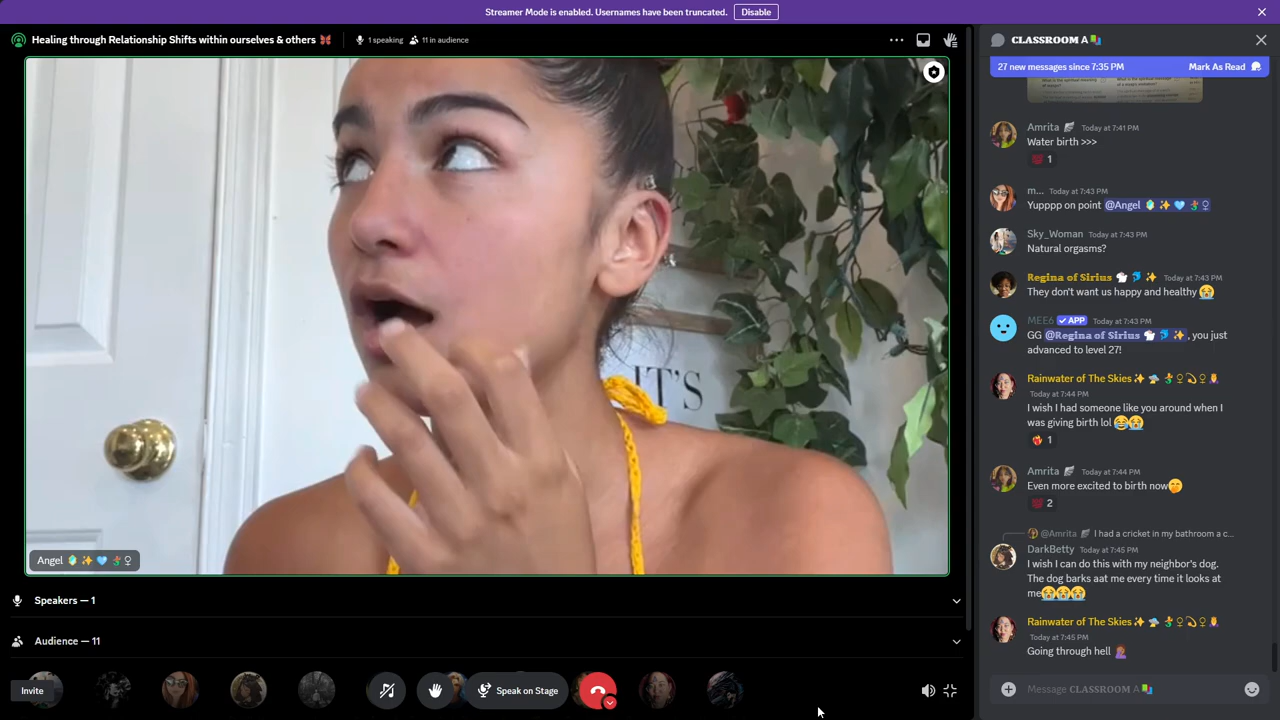 Streamer Mode is enabled. Usernames have been truncated. Disable
Healing through Relationship Shifts within ourselves & others 🦋
1 speaking 11 in audience
IT'S
Angel
Speakers — 1
Audience — 11
Invite
Speak on Stage
CLASSROOM A
27 new messages since 7:35 PM Mark As Read
Amrita Today at 7:41 PM
Water birth >>>
1
m... Today at 7:43 PM
Yupppp on point @Angel
Sky_Woman Today at 7:43 PM
Natural orgasms?
Regina of Sirius Today at 7:43 PM
They don't want us happy and healthy 😭
MEE6 ✓ APP Today at 7:43 PM
GG @Regina of Sirius , you just
advanced to level 27!
Rainwater of The Skies
Today at 7:44 PM
I wish I had someone like you around when I
was giving birth lol 😂😭
1
Amrita Today at 7:44 PM
Even more excited to birth now🤭
2
@Amrita I had a cricket in my bathroom a c...
DarkBetty Today at 7:45 PM
I wish I can do this with my neighbor's dog.
The dog barks aat me every time it looks at
me😭😭😭
Rainwater of The Skies
Today at 7:45 PM
Going through hell
Message CLASSROOM A